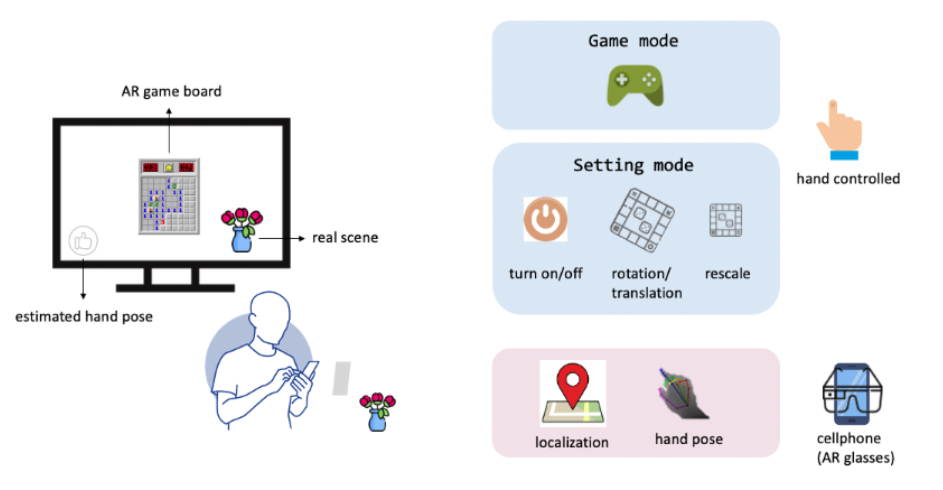 AR game board
real scene
estimated hand pose
Game mode
Setting mode
turn on/off
rotation/
translation
rescale
hand controlled
localization
hand pose
cellphone
(AR glasses)